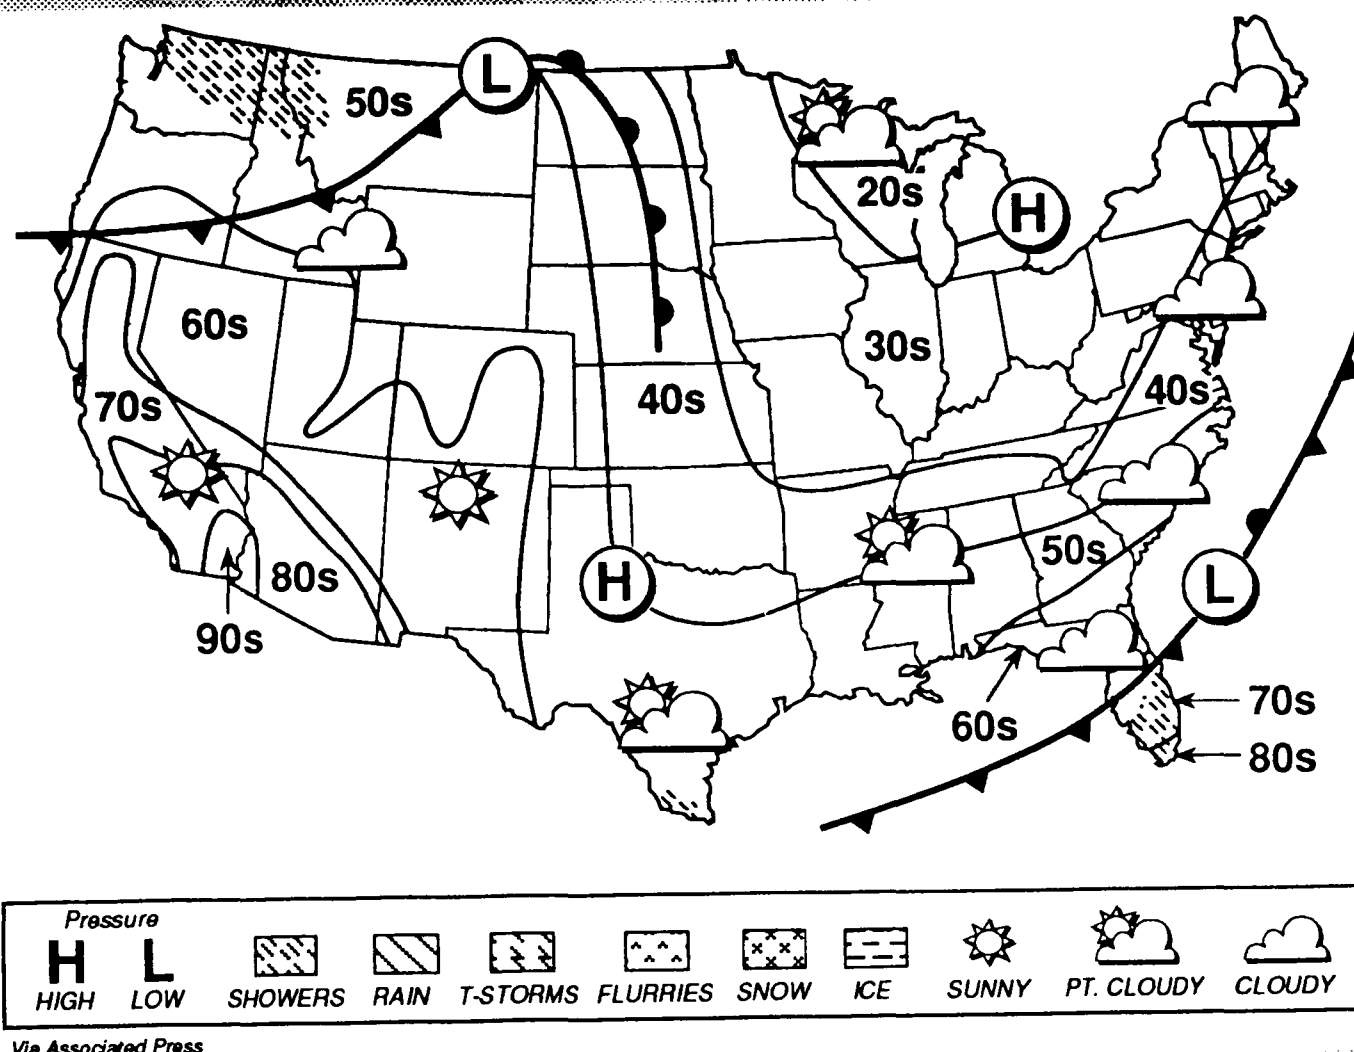 L
50s
20s
H
60s
30s
70s
40s
40s
50s
H
80s
L
90s
60s
70s
80s
Pressure
H L
HIGH LOW SHOWERS RAIN T-STORMS FLURRIES SNOW ICE SUNNY PT. CLOUDY CLOUDY
Via Associated Press